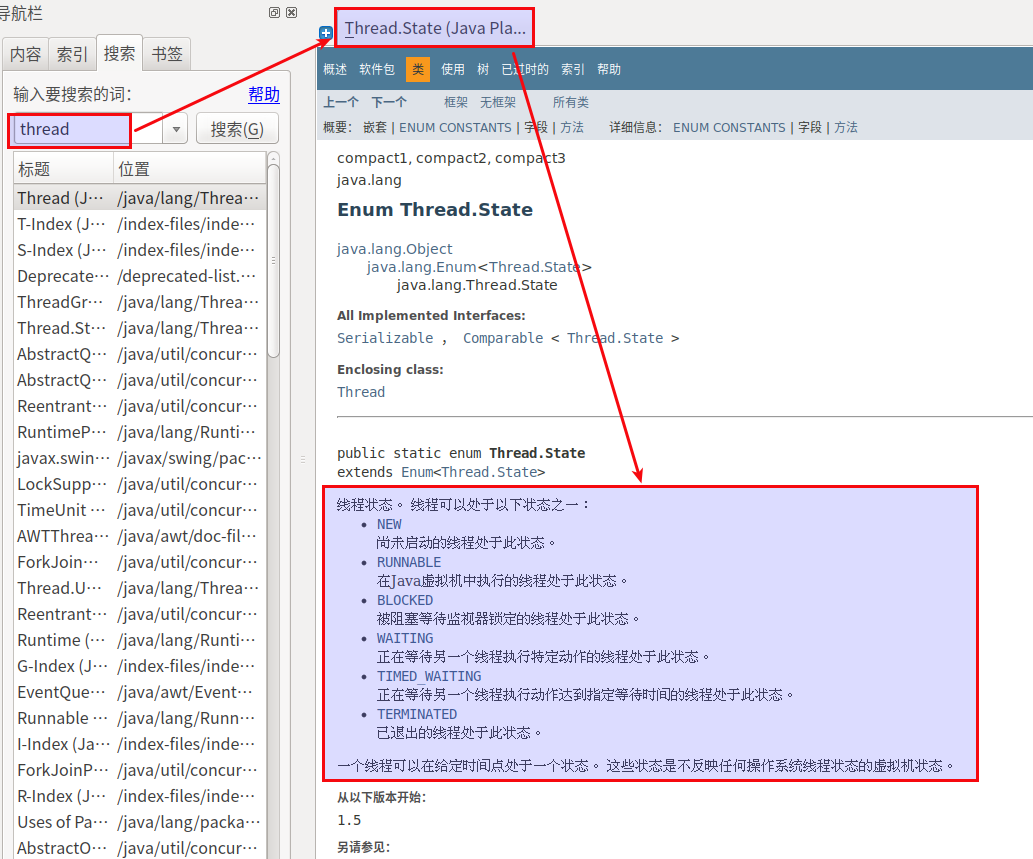 导航栏
内容 索引 搜索 书签
输入要搜索的词： 帮助
thread 搜索(G)
标题 位置
Thread (J··· /java/lang/Threa···
T-Index (J··· /index-files/inde···
S-Index (J··· /index-files/inde···
Deprecate··· /deprecated-list.···
ThreadGr··· /java/lang/Threa···
Thread.St··· /java/lang/Threa···
AbstractQ··· /java/util/concur···
AbstractQ··· /java/util/concur···
Reentrant··· /java/util/concur···
RuntimeP··· /java/lang/Runti···
javax.swin··· /javax/swing/pac···
LockSupp··· /java/util/concur···
TimeUnit ··· /java/util/concur···
AWTThrea··· /java/awt/doc-fil···
ForkJoin··· /java/util/concur···
Thread.U··· /java/lang/Threa···
Reentrant··· /java/util/concur···
Runtime (··· /java/lang/Runti···
G-Index (J··· /index-files/inde···
EventQue··· /java/awt/Event···
Runnable ··· /java/lang/Runn···
I-Index (Ja··· /index-files/inde···
ForkJoinP··· /java/util/concur···
R-Index (J··· /index-files/inde···
Uses of Pa··· /java/lang/packa···
AbstractO··· /java/util/concur···
Thread.State (Java Pla...
概述 软件包 类 使用 树 已过时的 索引 帮助
上一个 下一个 框架 无框架 所有类
概要： 嵌套 | ENUM CONSTANTS | 字段 | 方法 详细信息： ENUM CONSTANTS | 字段 | 方法
compact1, compact2, compact3
java.lang
Enum Thread.State
java.lang.Object
java.lang.Enum<Thread.State>
java.lang.Thread.State
All Implemented Interfaces:
Serializable ， Comparable < Thread.State >
Enclosing class:
Thread
public static enum Thread.State
extends Enum<Thread.State>
线程状态。 线程可以处于以下状态之一：
• NEW
尚未启动的线程处于此状态。
• RUNNABLE
在Java虚拟机中执行的线程处于此状态。
• BLOCKED
被阻塞等待监视器锁定的线程处于此状态。
• WAITING
正在等待另一个线程执行特定动作的线程处于此状态。
• TIMED_WAITING
正在等待另一个线程执行动作达到指定等待时间的线程处于此状态。
• TERMINATED
已退出的线程处于此状态。
一个线程可以在给定时间点处于一个状态。 这些状态是不反映任何操作系统线程状态的虚拟机状态。
从以下版本开始：
1.5
另请参见：